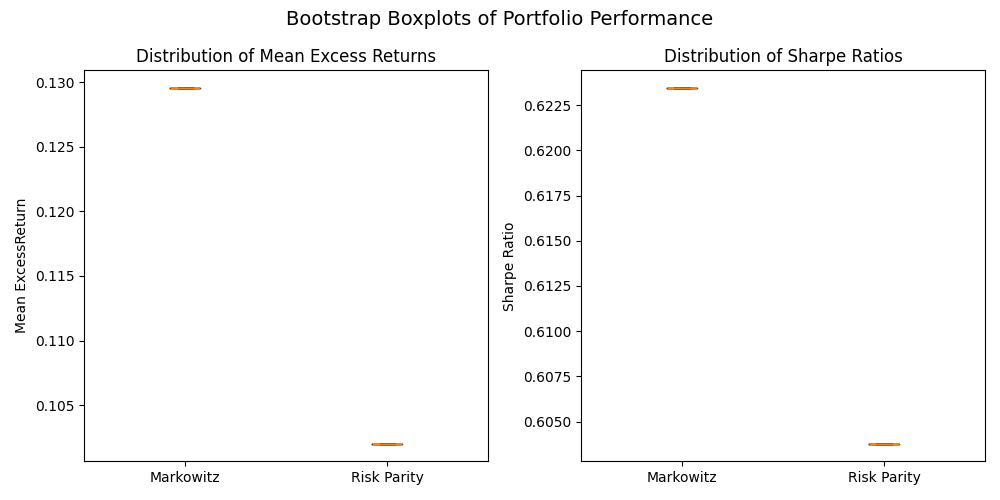 Bootstrap Boxplots of Portfolio Performance
Distribution of Mean Excess Returns
Mean ExcessReturn
0.130
0.125
0.120
0.115
0.110
0.105
Markowitz
Risk Parity
Distribution of Sharpe Ratios
Sharpe Ratio
0.6225
0.6200
0.6175
0.6150
0.6125
0.6100
0.6075
0.6050
Markowitz
Risk Parity